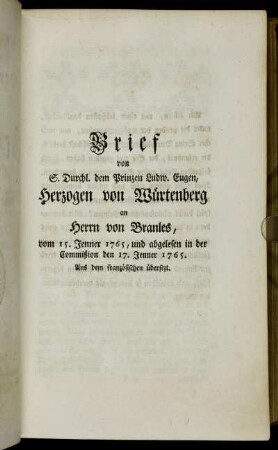 Brief
von
S. Durchl. dem Prinzen Ludw. Eugen,
Herzogen von Würtenberg
an
Herrn von Branles,
vom 15. Jenner 1765, und abgelesen in der
Commißion den 17. Jenner 1765.
Aus dem französischen übersetzt.